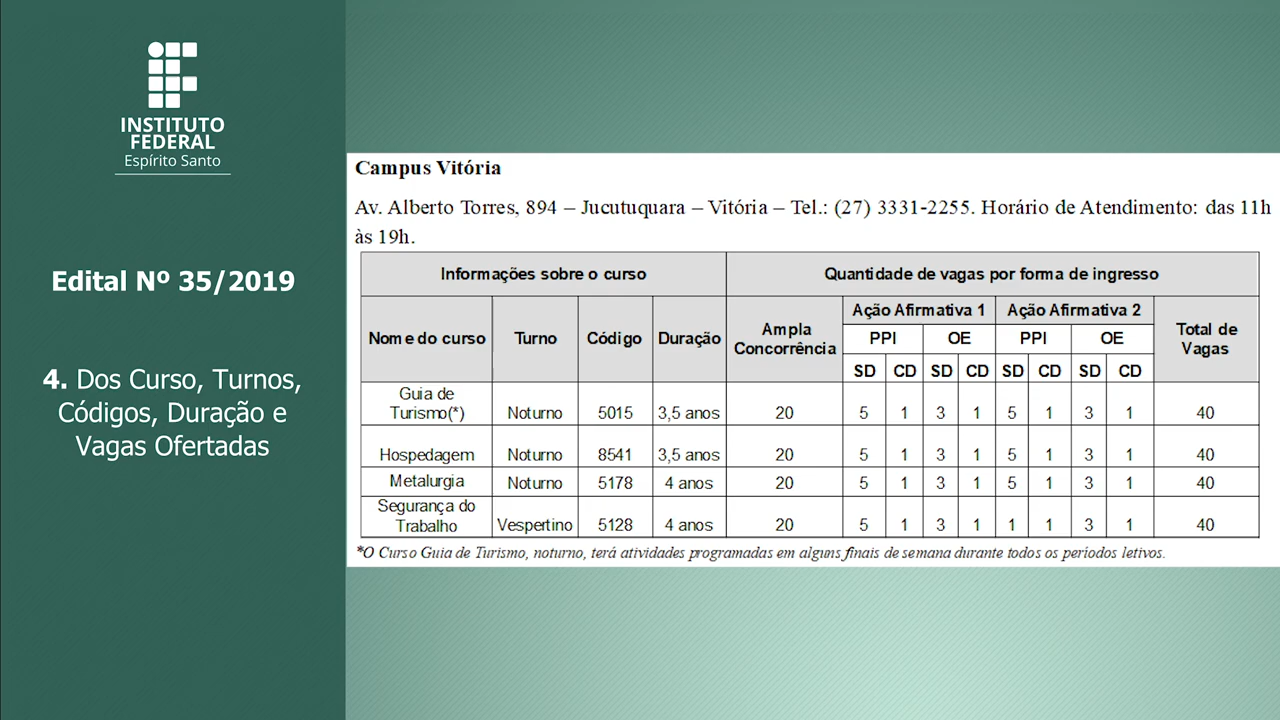 INSTITUTO
FEDERAL
Espírito Santo
Edital Nº 35/2019
4. Dos Curso, Turnos,
Códigos, Duração e
Vagas Ofertadas
Campus Vitória
Av. Alberto Torres, 894 – Jucutuquara – Vitória – Tel.: (27) 3331-2255. Horário de Atendimento: das 11h
às 19h.
Informações sobre o curso Quantidade de vagas por forma de ingresso
Nome do curso Turno Código Duração Ampla Concorrência Ação Afirmativa 1 Ação Afirmativa 2 Total de Vagas
PPI OE PPI OE
SD CD SD CD SD CD SD CD
Guia de Turismo(*) Noturno 5015 3,5 anos 20 5 1 3 1 5 1 3 1 40
Hospedagem Noturno 8541 3,5 anos 20 5 1 3 1 5 1 3 1 40
Metalurgia Noturno 5178 4 anos 20 5 1 3 1 5 1 3 1 40
Segurança do Trabalho Vespertino 5128 4 anos 20 5 1 3 1 1 1 3 1 40
*O Curso Guia de Turismo, noturno, terá atividades programadas em alguns finais de semana durante todos os períodos letivos.